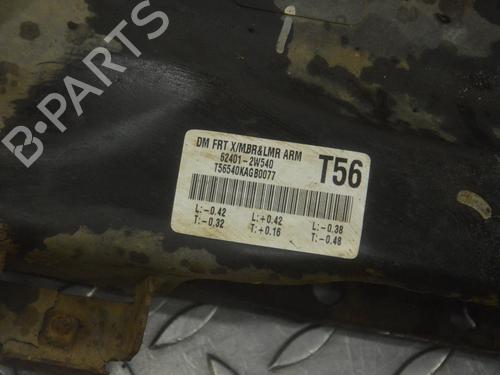 DM FRT X/MBR&LWR ARM
62401-2W540
T56
T56540KAGB0077
L:-0.42 L:+0.42 L:-0.38
T:-0.32 T:+0.16 T:-0.48
B-PARTS